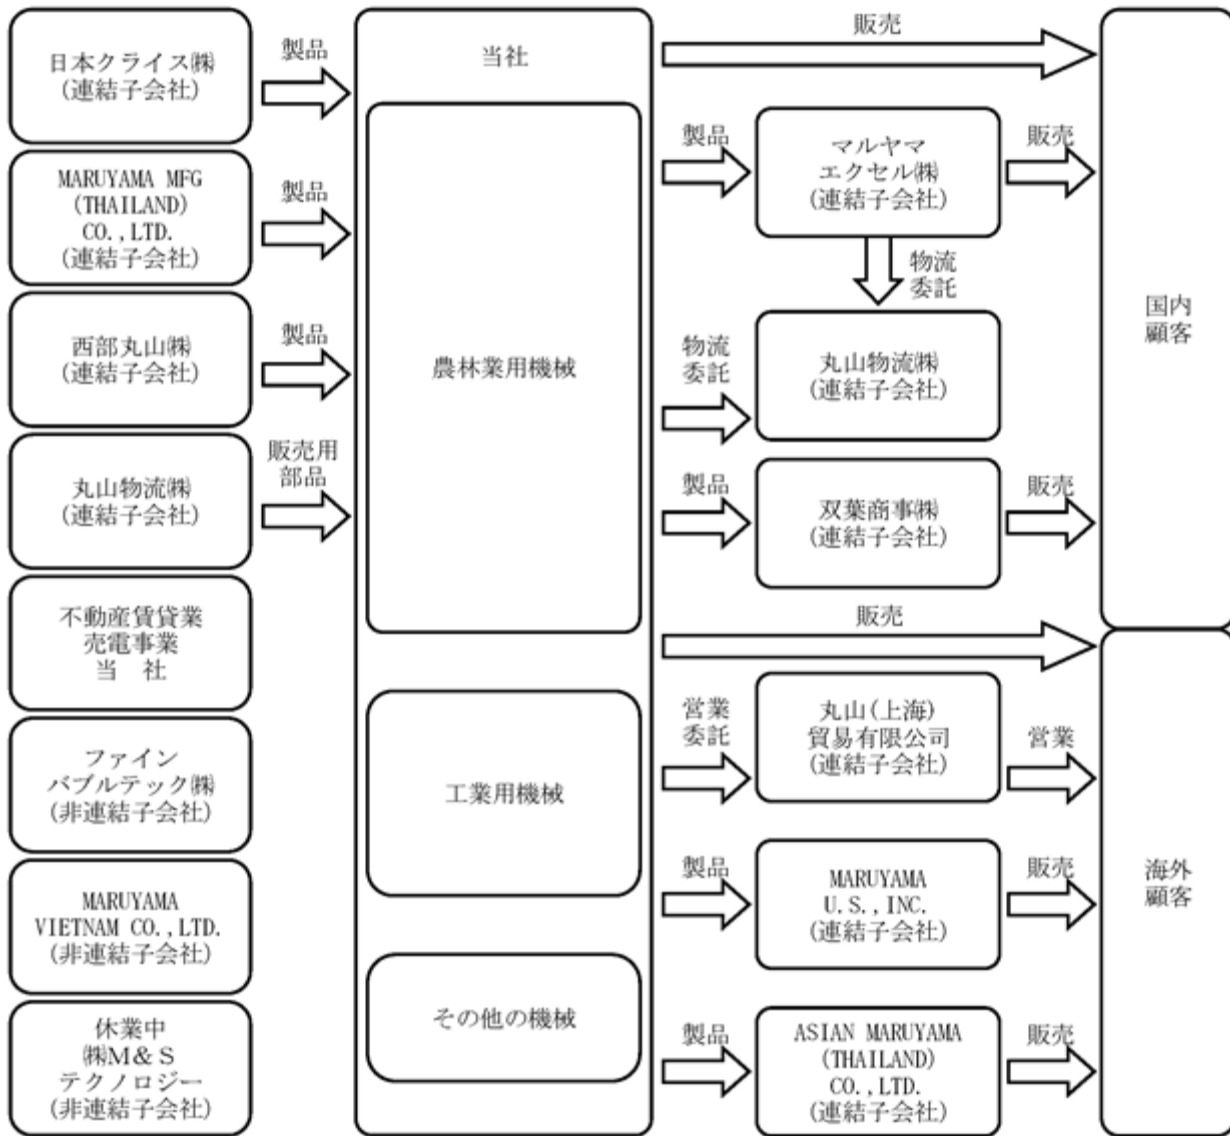 日本クライス㈱
(連結子会社)
製品
MARUYAMA MFG
(THAILAND)
CO.,LTD.
(連結子会社)
製品
西部丸山㈱
(連結子会社)
製品
丸山物流㈱
(連結子会社)
販売用
部品
不動産賃貸業
売電事業
当　社
ファイン
バブルテック㈱
(非連結子会社)
MARUYAMA
VIETNAM CO.,LTD.
(非連結子会社)
休業中
㈱M＆S
テクノロジー
(非連結子会社)
当社
農林業用機械
工業用機械
その他の機械
販売
製品
マルヤマ
エクセル㈱
(連結子会社)
販売
物流
委託
物流
委託
丸山物流㈱
(連結子会社)
製品
双葉商事㈱
(連結子会社)
販売
販売
営業
委託
丸山(上海)
貿易有限公司
(連結子会社)
営業
製品
MARUYAMA
U.S.,INC.
(連結子会社)
販売
製品
ASIAN MARUYAMA
(THAILAND)
CO.,LTD.
(連結子会社)
販売
国内
顧客
海外
顧客